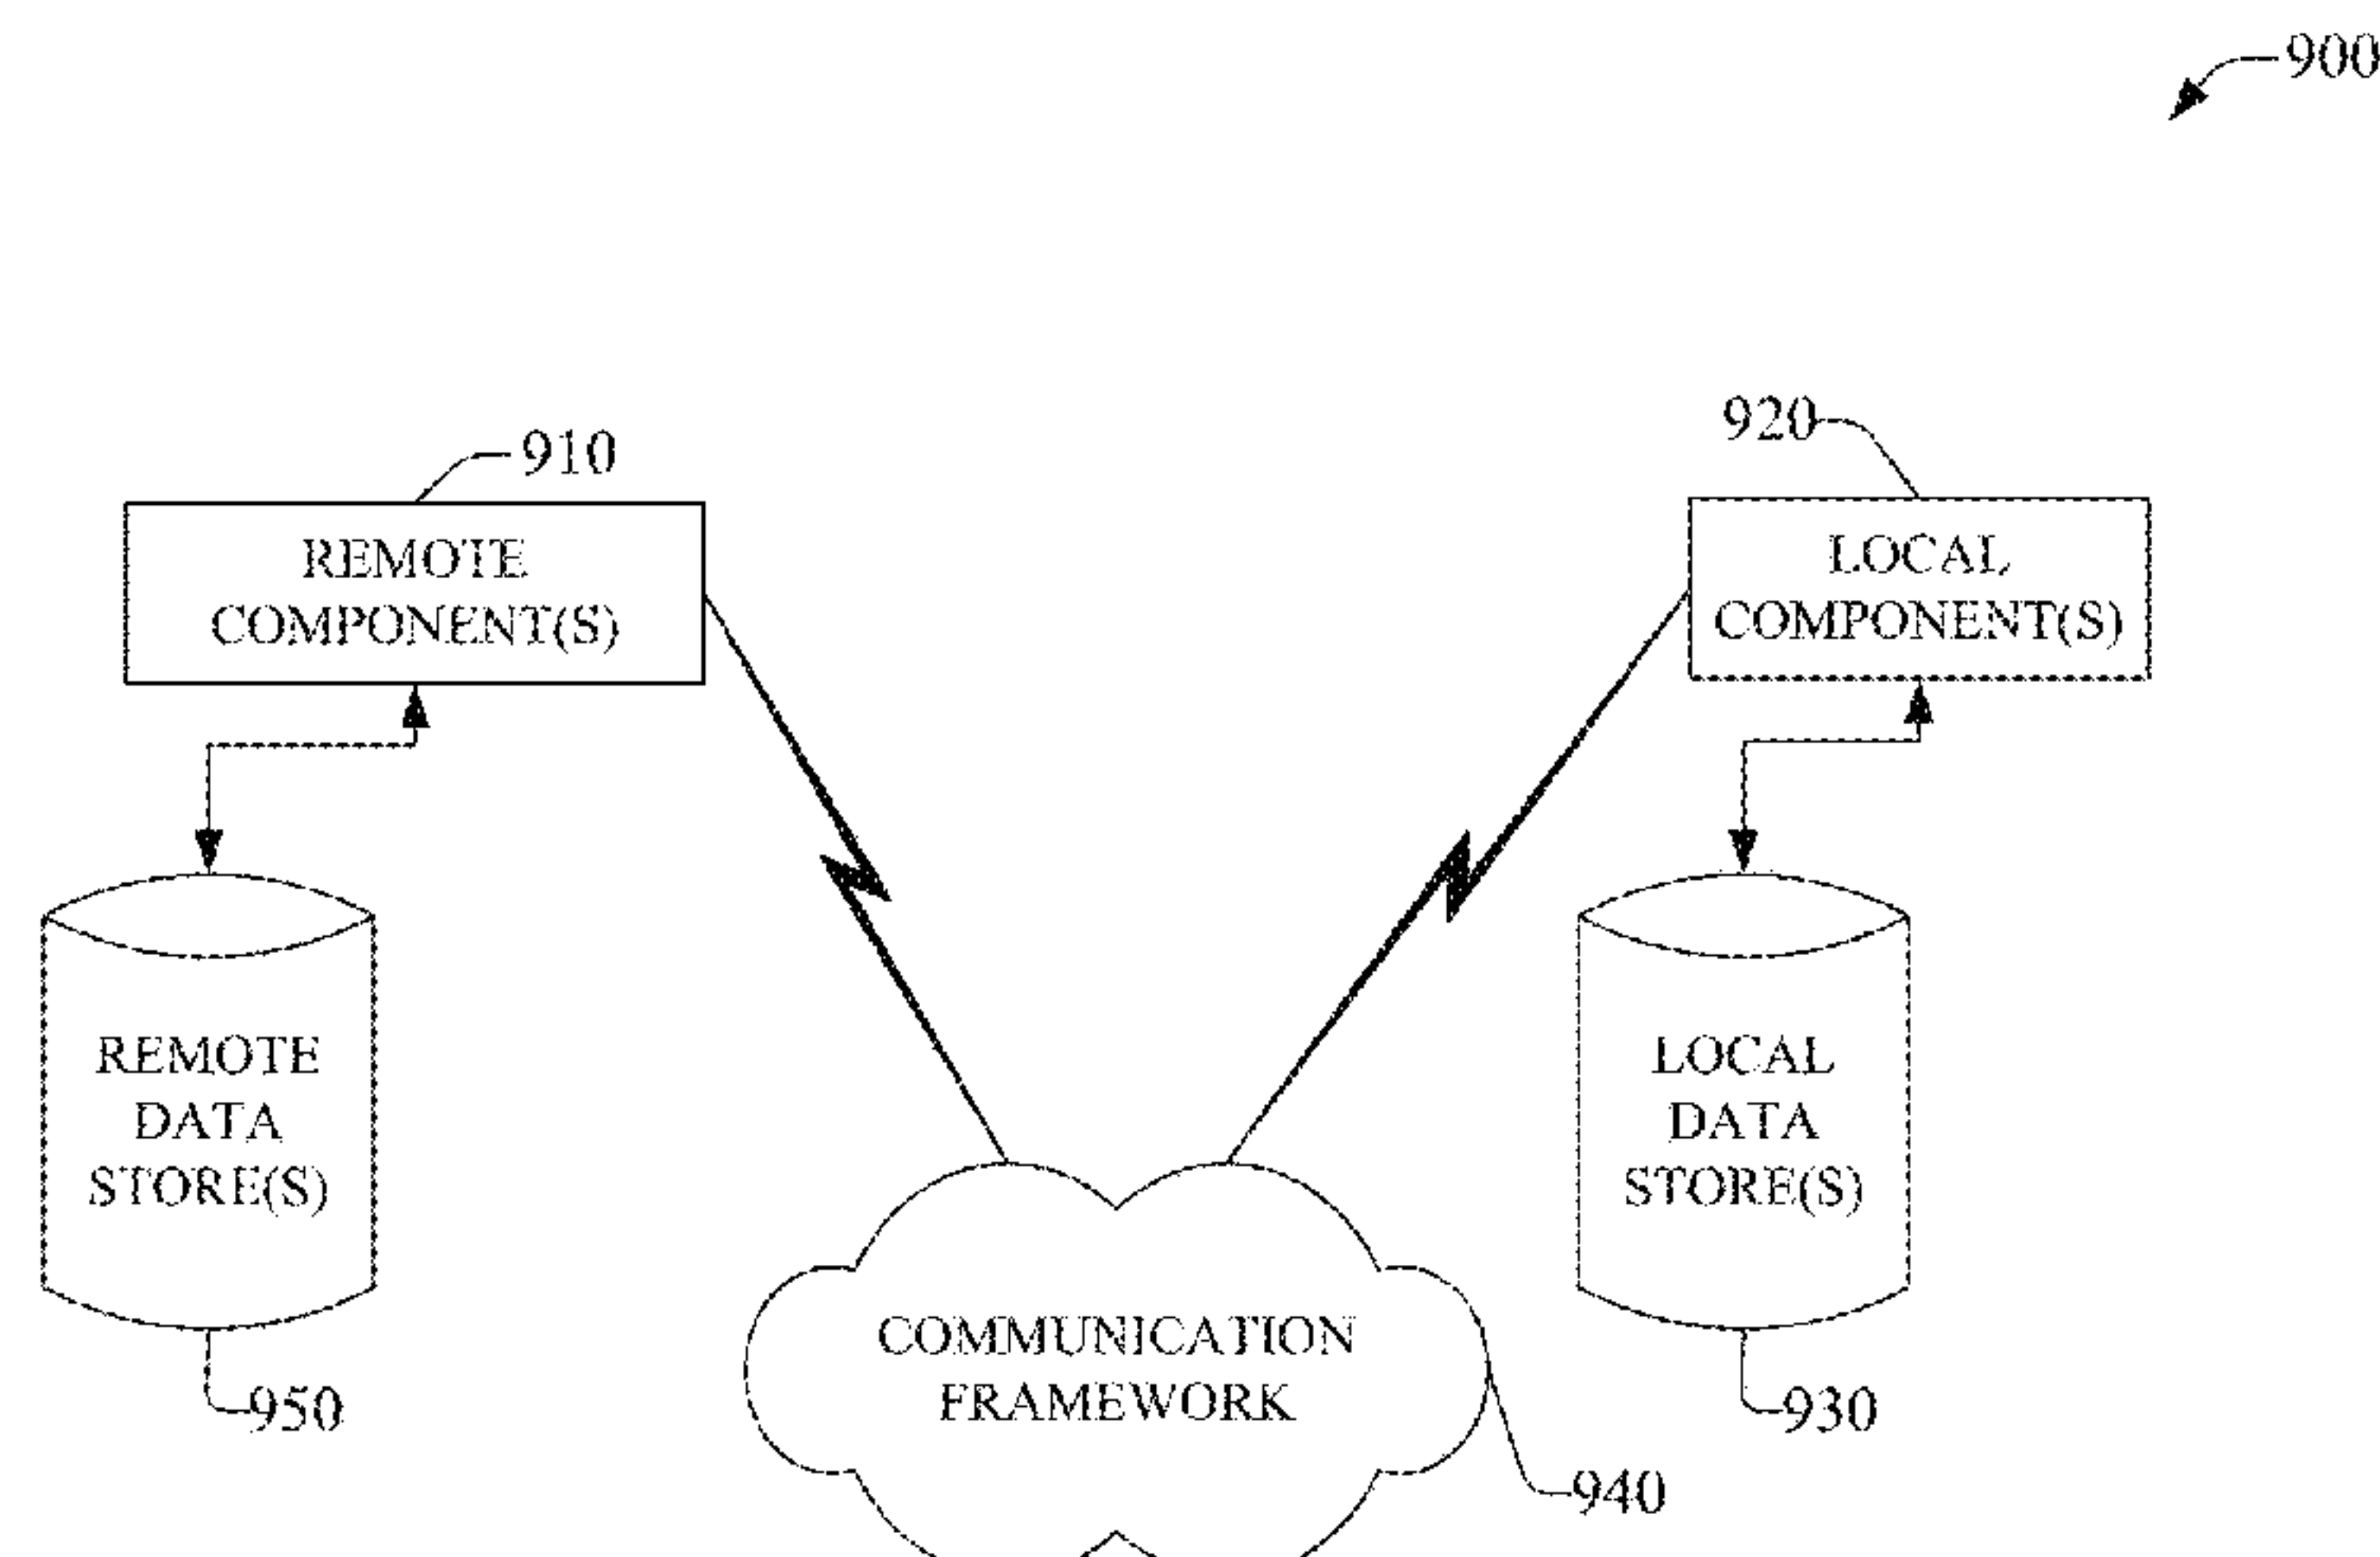 900
910
920
REMOTE
COMPONENT(S)
LOCAL
COMPONENT(S)
REMOTE
DATA
STORE(S)
LOCAL
DATA
STORE(S)
COMMUNICATION
FRAMEWORK
950
930
940